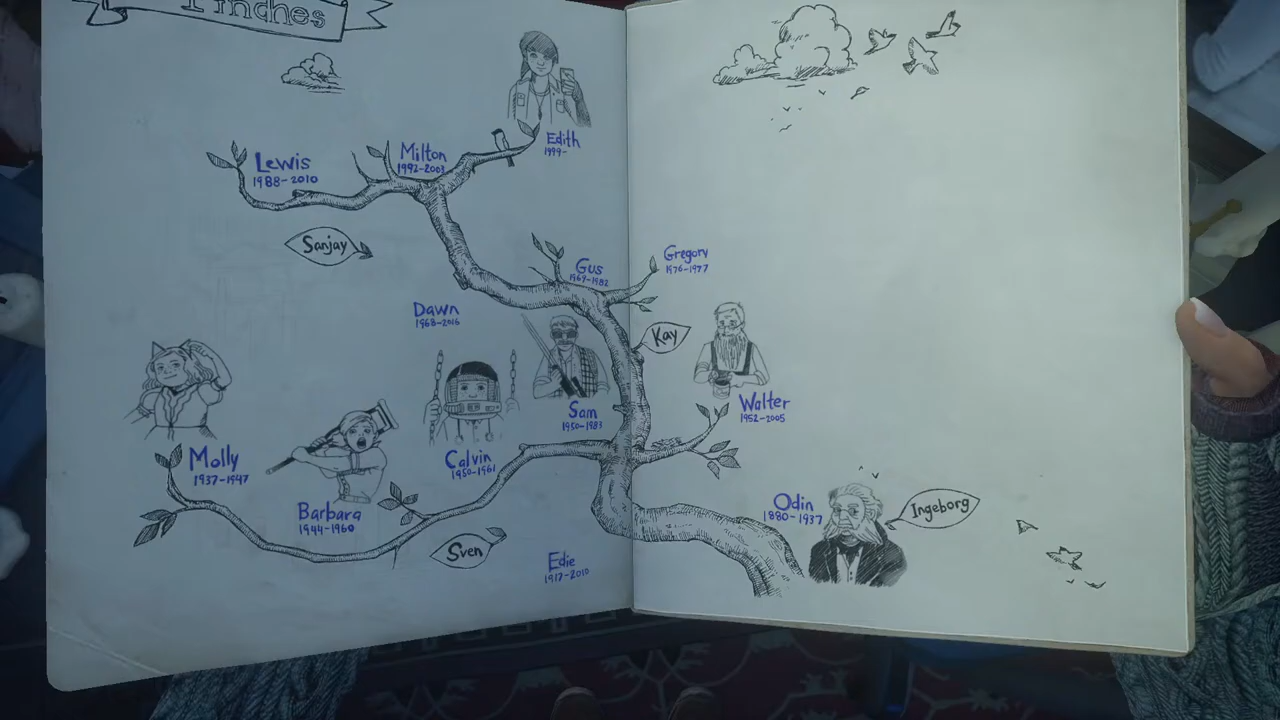 Finches
Edith
1999-
Lewis
1988-2010
Milton
1992-2003
Sanjay
Gus
1969-1982
Gregory
1976-1977
Dawn
1968-2016
Kay
Sam
1950-1983
Walter
1952-2005
Molly
1937-1947
Calvin
1950-1961
Barbara
1944-1960
Odin
1880-1937
Ingeborg
Sven
Edie
1917-2010